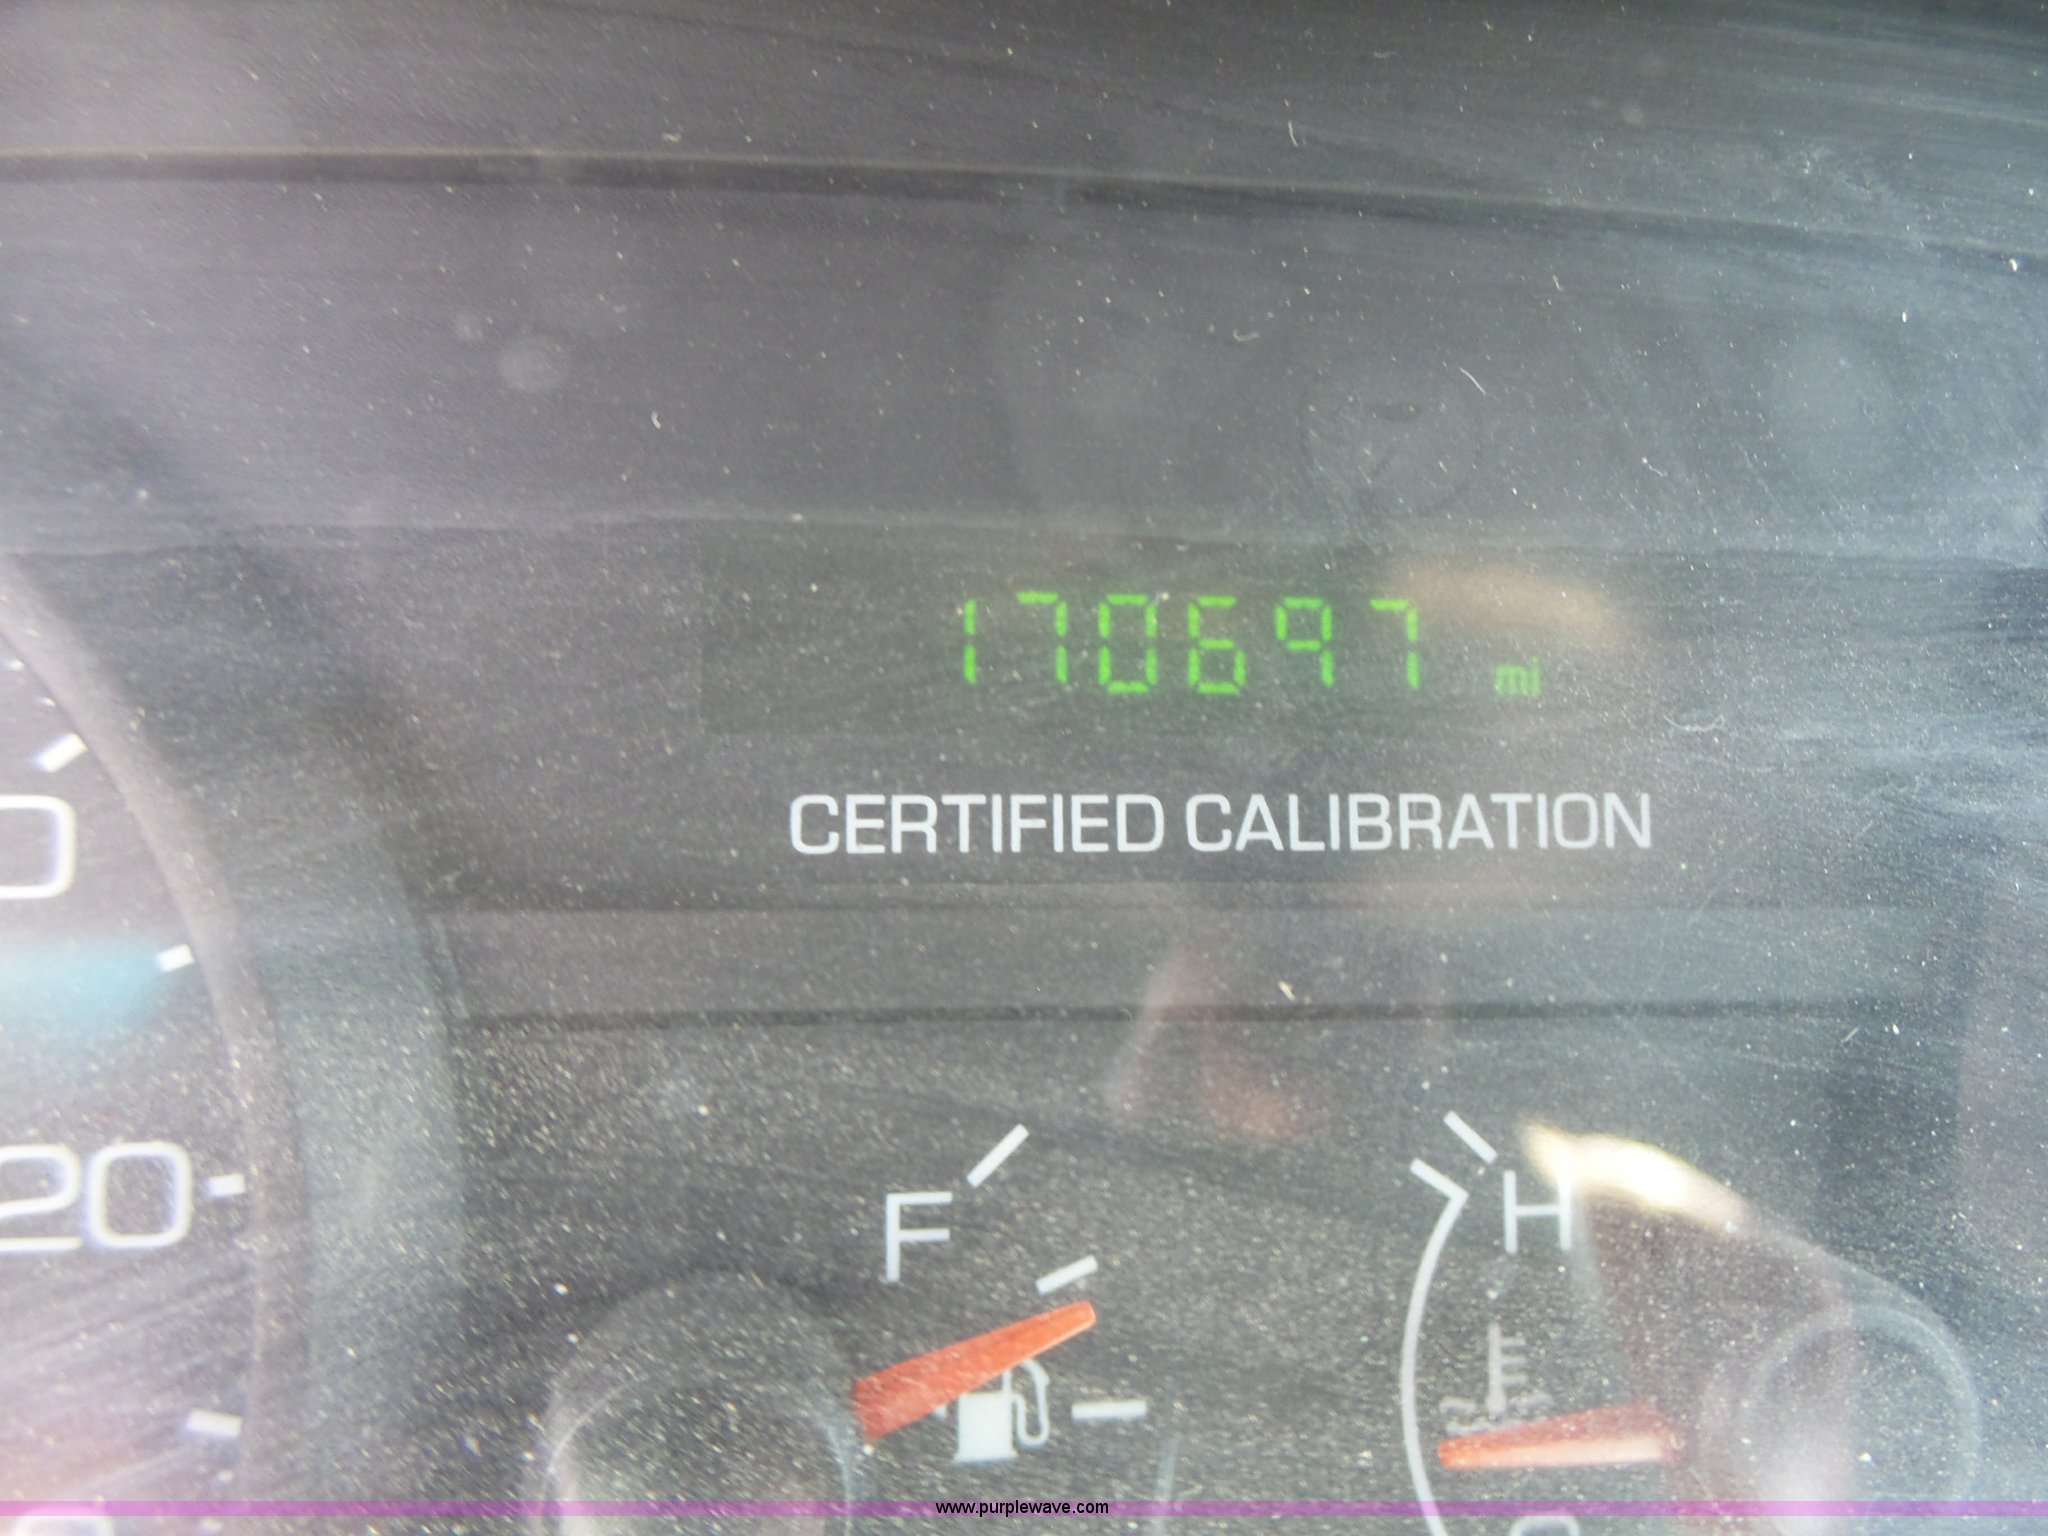 170697 mi
CERTIFIED CALIBRATION
20
F
H
www.purplewave.com